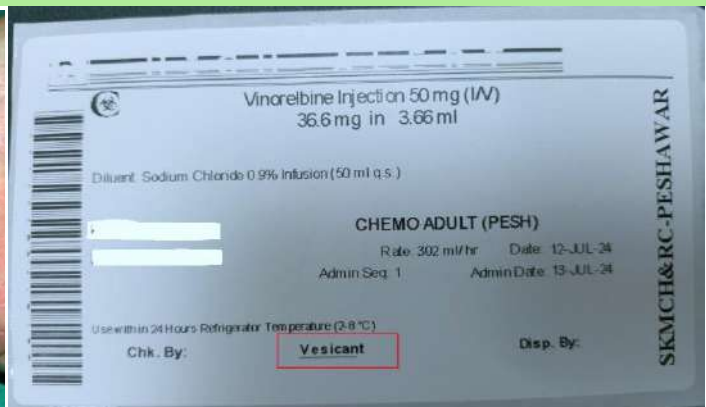 Vinorelbine Injection 50 mg (I/V)
36.6 mg in 3.66 ml
Diluent: Sodium Chloride 0.9% Infusion (50 ml q.s.)
CHEMO ADULT (PESH)
Rate: 302 ml/hr Date: 12-JUL-24
Admin Seq: 1 Admin Date: 13-JUL-24
Use within 24 Hours Refrigerator Temperature (2-8 °C)
Chk. By: Vesicant Disp. By:
SKMCH&RC-PESHAWAR